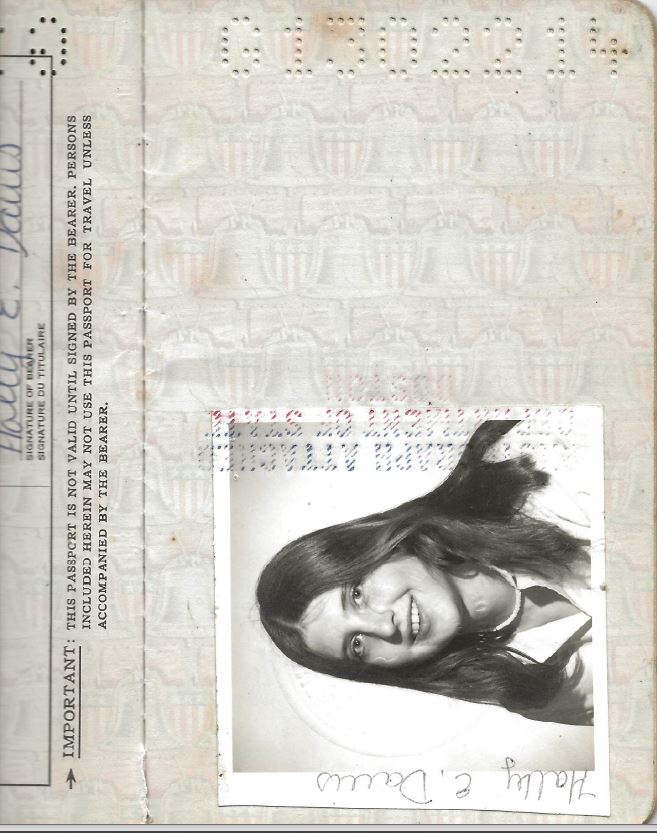 Holly E. Davis
SIGNATURE OF BEARER
SIGNATURE DU TITULAIRE
→ IMPORTANT: THIS PASSPORT IS NOT VALID UNTIL SIGNED BY THE BEARER. PERSONS
INCLUDED HEREIN MAY NOT USE THIS PASSPORT FOR TRAVEL UNLESS
ACCOMPANIED BY THE BEARER.
Holly E. Davis